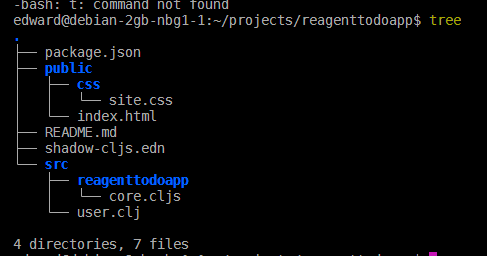 -bash: t: command not found
edward@debian-2gb-nbg1-1:~/projects/reagenttodoapp$ tree
.
├── package.json
├── public
│   ├── css
│   │   └── site.css
│   └── index.html
├── README.md
├── shadow-cljs.edn
└── src
    ├── reagenttodoapp
    │   └── core.cljs
    └── user.clj
4 directories, 7 files